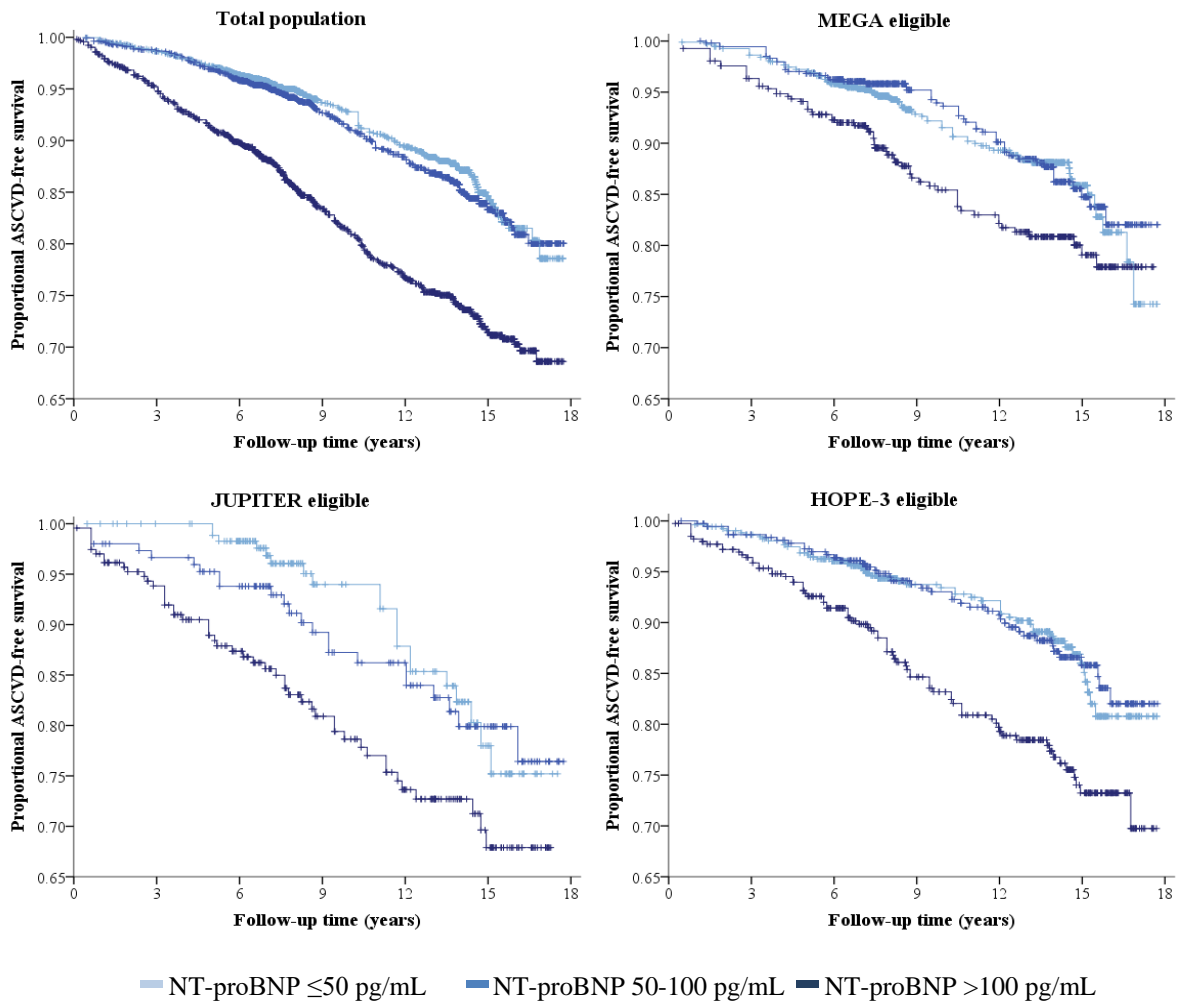 Total population
Proportional ASCVD-free survival
1.00
0.95
0.90
0.85
0.80
0.75
0.70
0.65
0 3 6 9 12 15 18
Follow-up time (years)
MEGA eligible
Proportional ASCVD-free survival
1.00
0.95
0.90
0.85
0.80
0.75
0.70
0.65
0 3 6 9 12 15 18
Follow-up time (years)
JUPITER eligible
Proportional ASCVD-free survival
1.00
0.95
0.90
0.85
0.80
0.75
0.70
0.65
0 3 6 9 12 15 18
Follow-up time (years)
HOPE-3 eligible
Proportional ASCVD-free survival
1.00
0.95
0.90
0.85
0.80
0.75
0.70
0.65
0 3 6 9 12 15 18
Follow-up time (years)
NT-proBNP ≤50 pg/mL NT-proBNP 50-100 pg/mL NT-proBNP >100 pg/mL